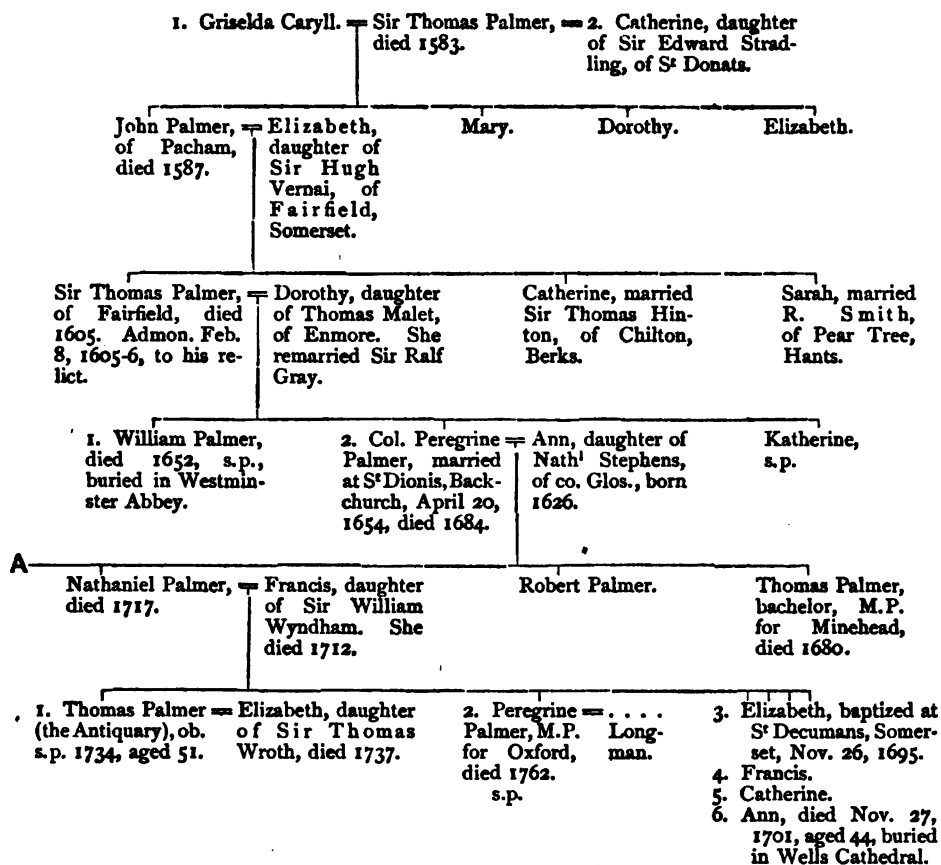 1. Griselda Caryll. = Sir Thomas Palmer, = 2. Catherine, daughter
died 1583. of Sir Edward Strad-
ling, of Sᵗ Donats.
John Palmer, = Elizabeth, Mary. Dorothy. Elizabeth.
of Pacham, daughter of
died 1587. Sir Hugh
Vernai, of
Fairfield,
Somerset.
Sir Thomas Palmer, = Dorothy, daughter Catherine, married Sarah, married
of Fairfield, died of Thomas Malet, Sir Thomas Hin- R. Smith,
1605. Admon. Feb. of Enmore. She ton, of Chilton, of Pear Tree,
8, 1605-6, to his re- remarried Sir Ralf Berks. Hants.
lict. Gray.
1. William Palmer, 2. Col. Peregrine = Ann, daughter of Katherine,
died 1652, s.p., Palmer, married Nathˡ Stephens, s.p.
buried in Westmin- at Sᵗ Dionis, Back- of co. Glos., born
ster Abbey. church, April 20, 1626.
1654, died 1684.
A
Nathaniel Palmer, = Francis, daughter Robert Palmer. Thomas Palmer,
died 1717. of Sir William bachelor, M.P.
Wyndham. She for Minehead,
died 1712. died 1680.
1. Thomas Palmer = Elizabeth, daughter 2. Peregrine = . . . . 3. Elizabeth, baptized at
(the Antiquary), ob. of Sir Thomas Palmer, M.P. Long- Sᵗ Decumans, Somer-
s.p. 1734, aged 51. Wroth, died 1737. for Oxford, man. set, Nov. 26, 1695.
died 1762. 4. Francis.
s.p. 5. Catherine.
6. Ann, died Nov. 27,
1701, aged 44, buried
in Wells Cathedral.